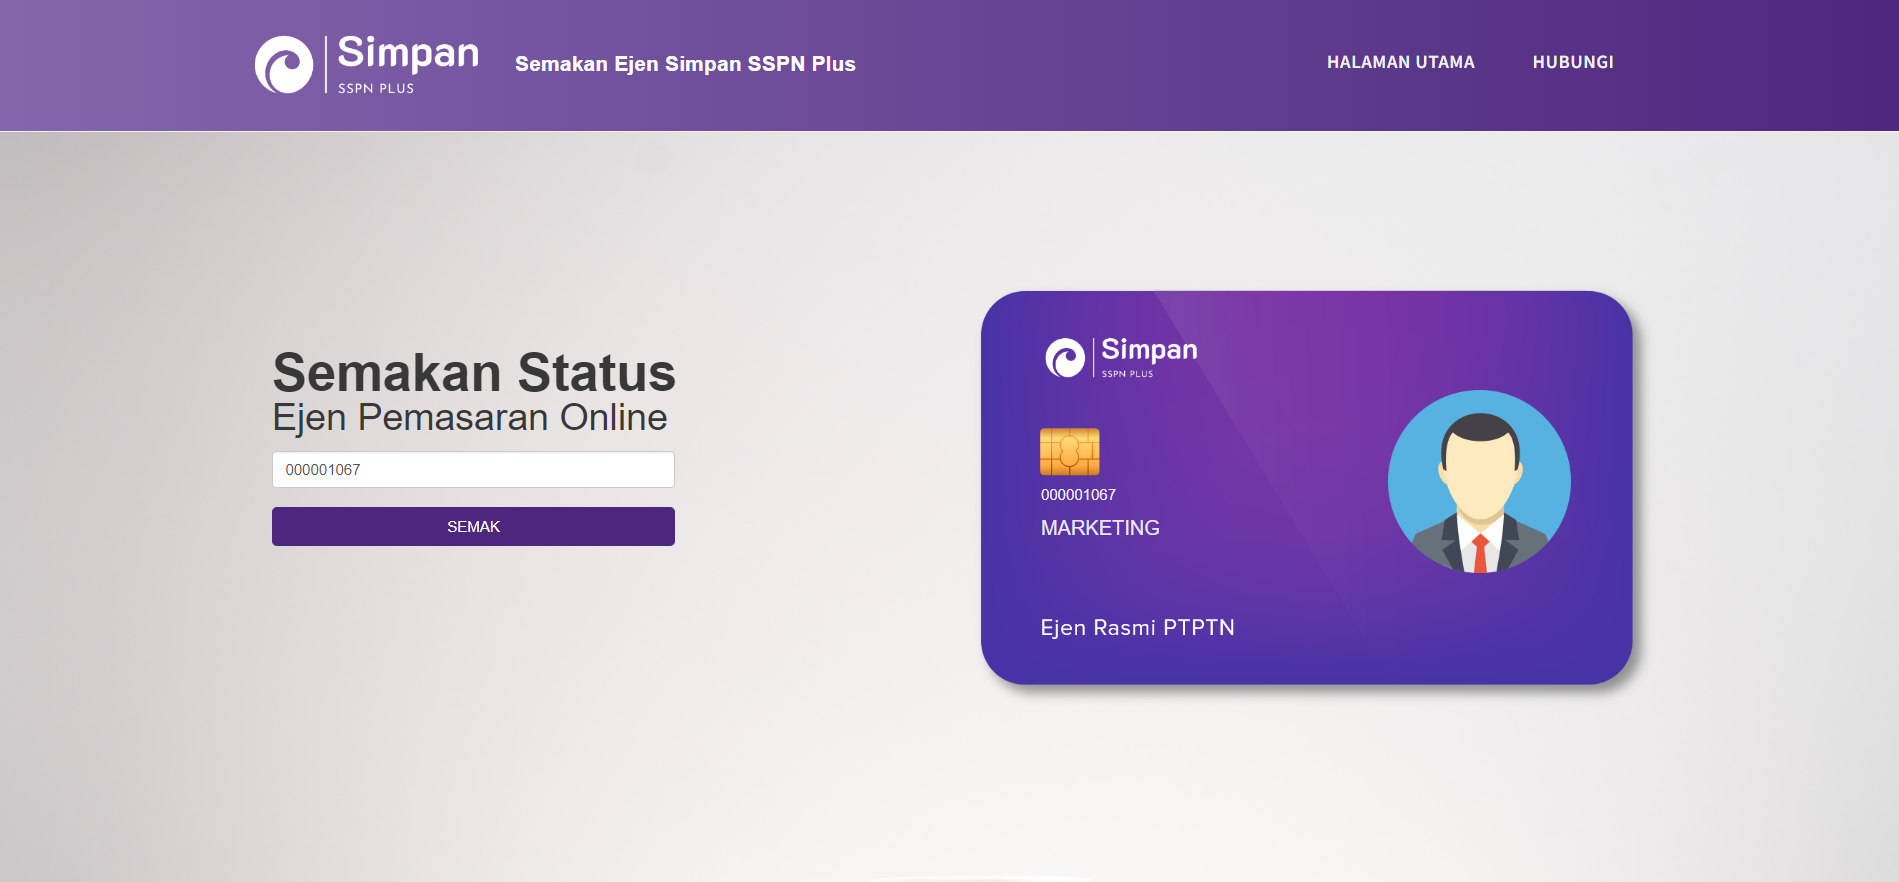 Simpan
SSPN PLUS
Semakan Ejen Simpan SSPN Plus
HALAMAN UTAMA
HUBUNGI
Semakan Status
Ejen Pemasaran Online
000001067
SEMAK
Simpan
SSPN PLUS
000001067
MARKETING
Ejen Rasmi PTPTN